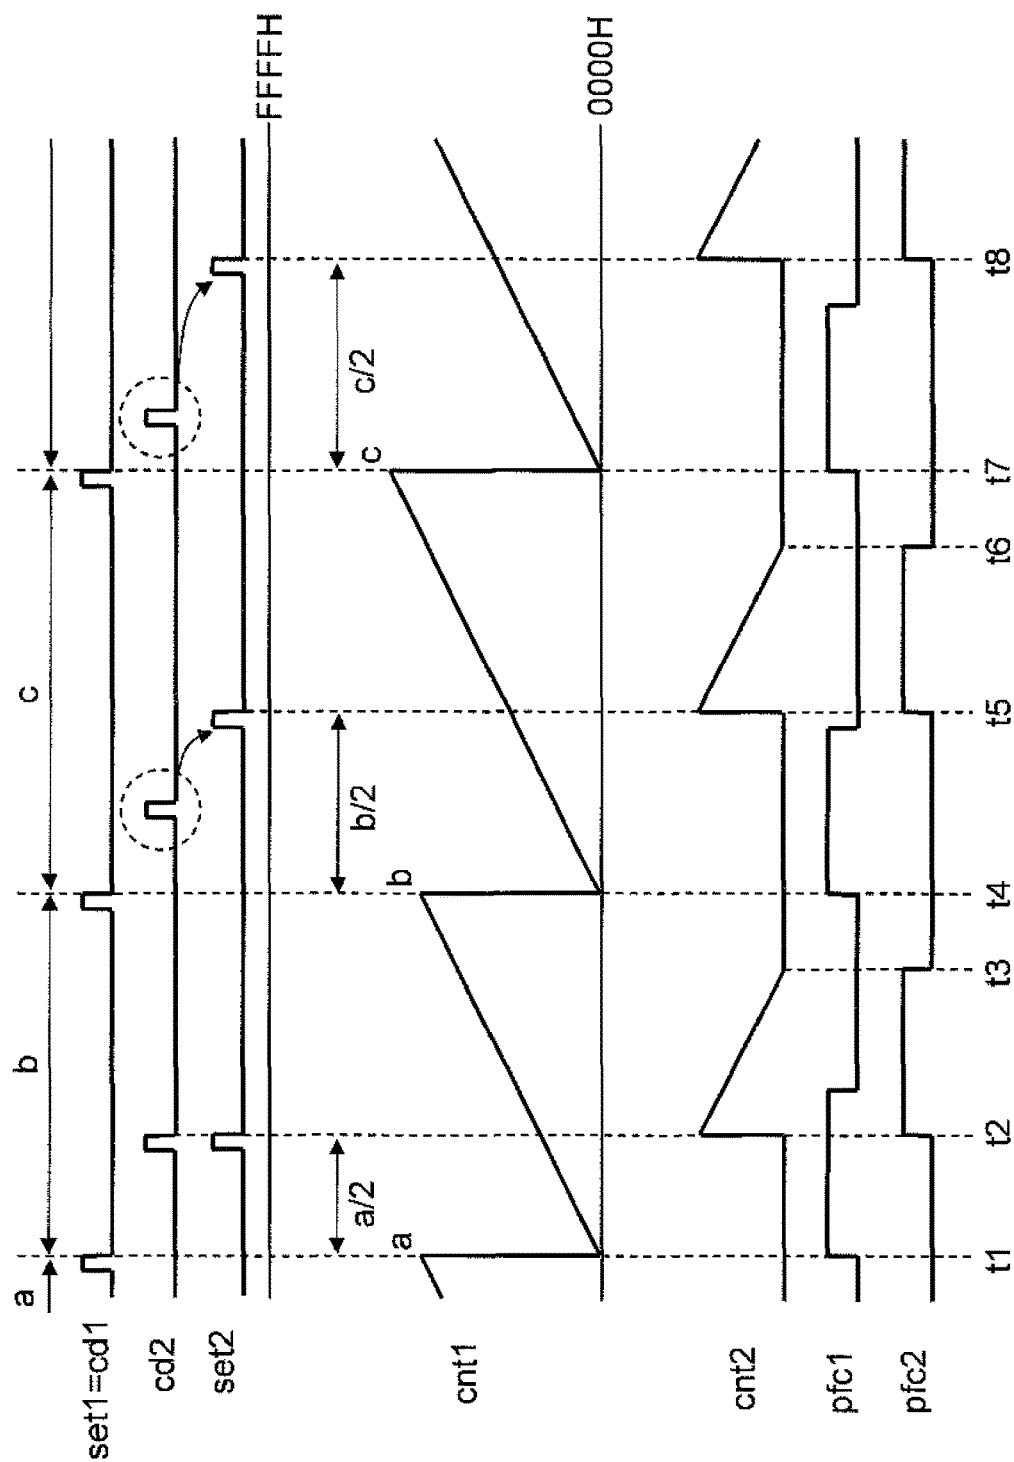 set1=cd1
a
b
c
cd2
set2
FFFFH
a/2
b/2
c/2
cnt1
a
b
c
0000H
cnt2
pfc1
pfc2
t1
t2
t3
t4
t5
t6
t7
t8